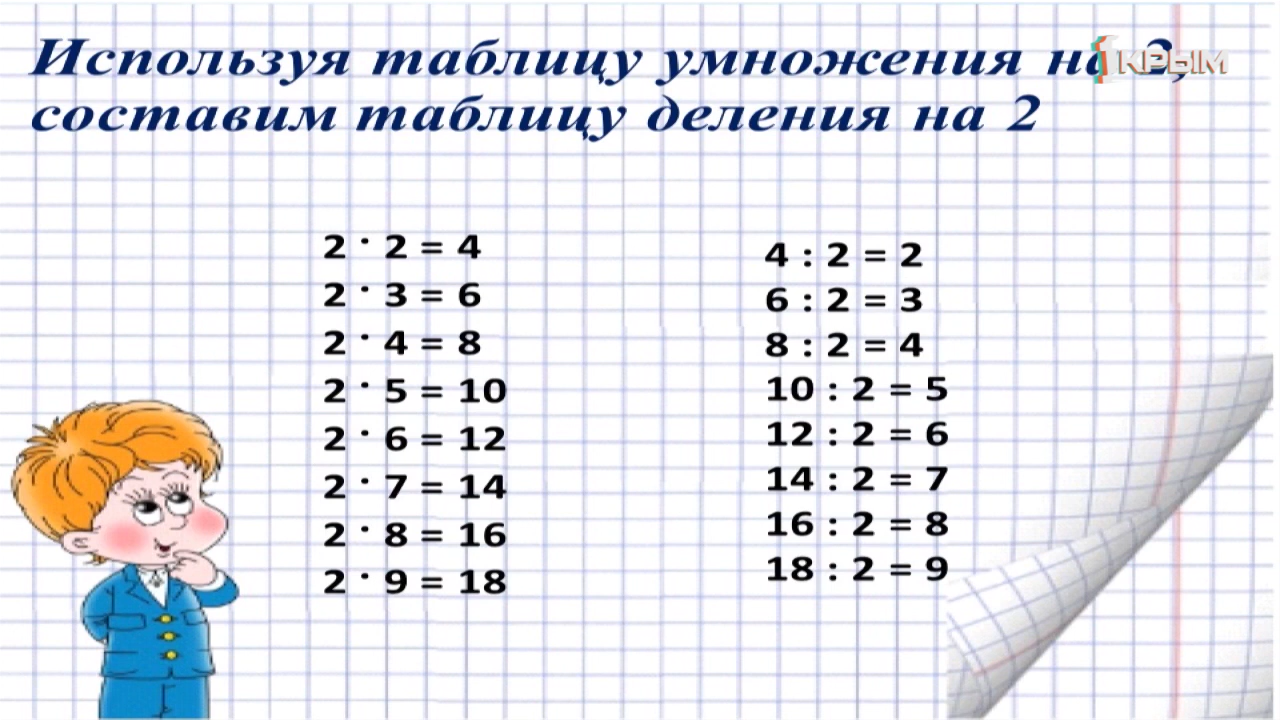 Используя таблицу умножения на 2,
составим таблицу деления на 2
1 КРЫМ
2 · 2 = 4
2 · 3 = 6
2 · 4 = 8
2 · 5 = 10
2 · 6 = 12
2 · 7 = 14
2 · 8 = 16
2 · 9 = 18
4 : 2 = 2
6 : 2 = 3
8 : 2 = 4
10 : 2 = 5
12 : 2 = 6
14 : 2 = 7
16 : 2 = 8
18 : 2 = 9